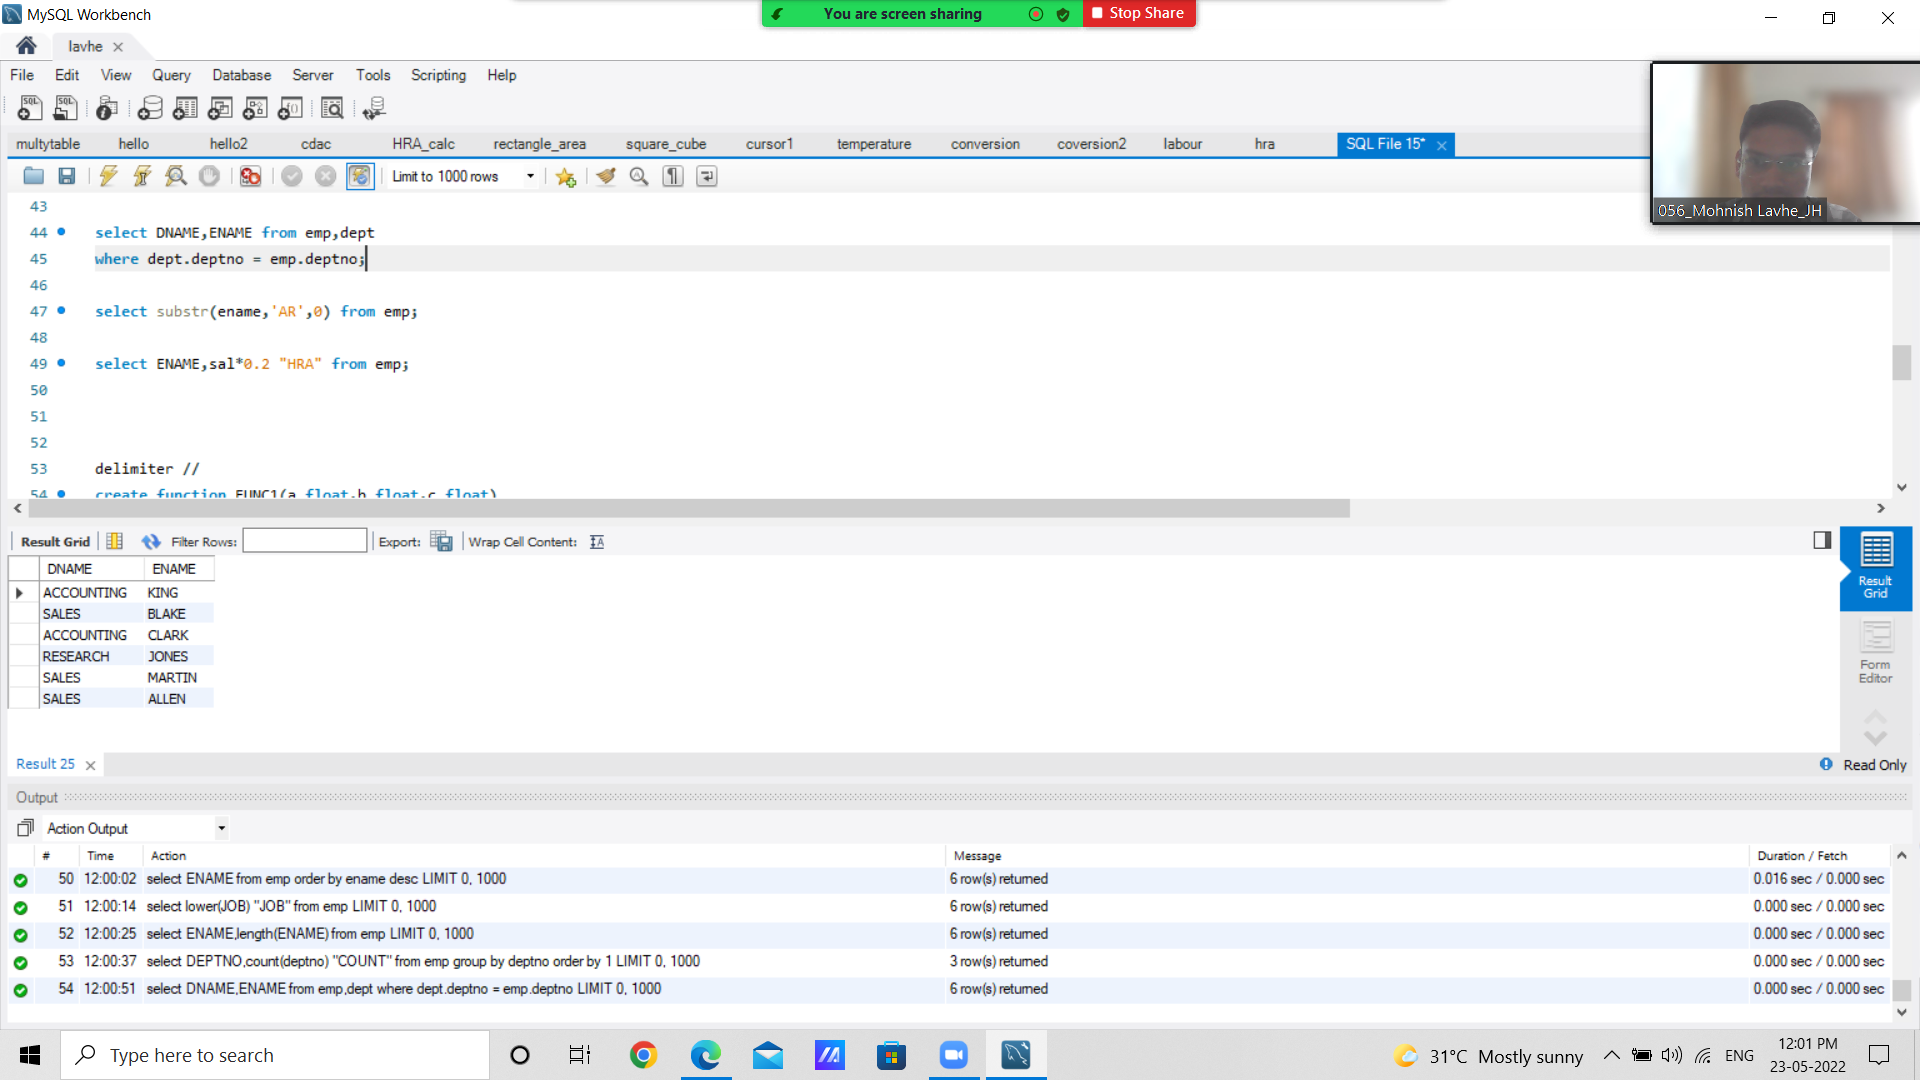 MySQL Workbench
You are screen sharing
Stop Share
lavhe
File Edit View Query Database Server Tools Scripting Help
multytable hello hello2 cdac HRA_calc rectangle_area square_cube cursor1 temperature conversion coversion2 labour hra SQL File 15*
Limit to 1000 rows
056_Mohnish Lavhe_JH
43
44 select DNAME,ENAME from emp,dept
45 where dept.deptno = emp.deptno;
46
47 select substr(ename,'AR',0) from emp;
48
49 select ENAME,sal*0.2 "HRA" from emp;
50
51
52
53 delimiter //
54 create function FUNC1(a float,b float,c float)
Result Grid Filter Rows: Export: Wrap Cell Content:
DNAME ENAME
ACCOUNTING KING
SALES BLAKE
ACCOUNTING CLARK
RESEARCH JONES
SALES MARTIN
SALES ALLEN
Result Grid
Form Editor
Result 25
Read Only
Output
Action Output
# Time Action Message Duration / Fetch
50 12:00:02 select ENAME from emp order by ename desc LIMIT 0, 1000 6 row(s) returned 0.016 sec / 0.000 sec
51 12:00:14 select lower(JOB) "JOB" from emp LIMIT 0, 1000 6 row(s) returned 0.000 sec / 0.000 sec
52 12:00:25 select ENAME,length(ENAME) from emp LIMIT 0, 1000 6 row(s) returned 0.000 sec / 0.000 sec
53 12:00:37 select DEPTNO,count(deptno) "COUNT" from emp group by deptno order by 1 LIMIT 0, 1000 3 row(s) returned 0.000 sec / 0.000 sec
54 12:00:51 select DNAME,ENAME from emp,dept where dept.deptno = emp.deptno LIMIT 0, 1000 6 row(s) returned 0.000 sec / 0.000 sec
Type here to search
31°C Mostly sunny
ENG
12:01 PM
23-05-2022